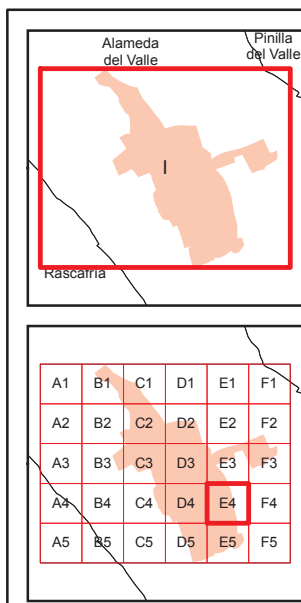 Alameda
del Valle
Pinilla
del Valle
I
Rascafría
A1 B1 C1 D1 E1 F1
A2 B2 C2 D2 E2 F2
A3 B3 C3 D3 E3 F3
A4 B4 C4 D4 E4 F4
A5 B5 C5 D5 E5 F5